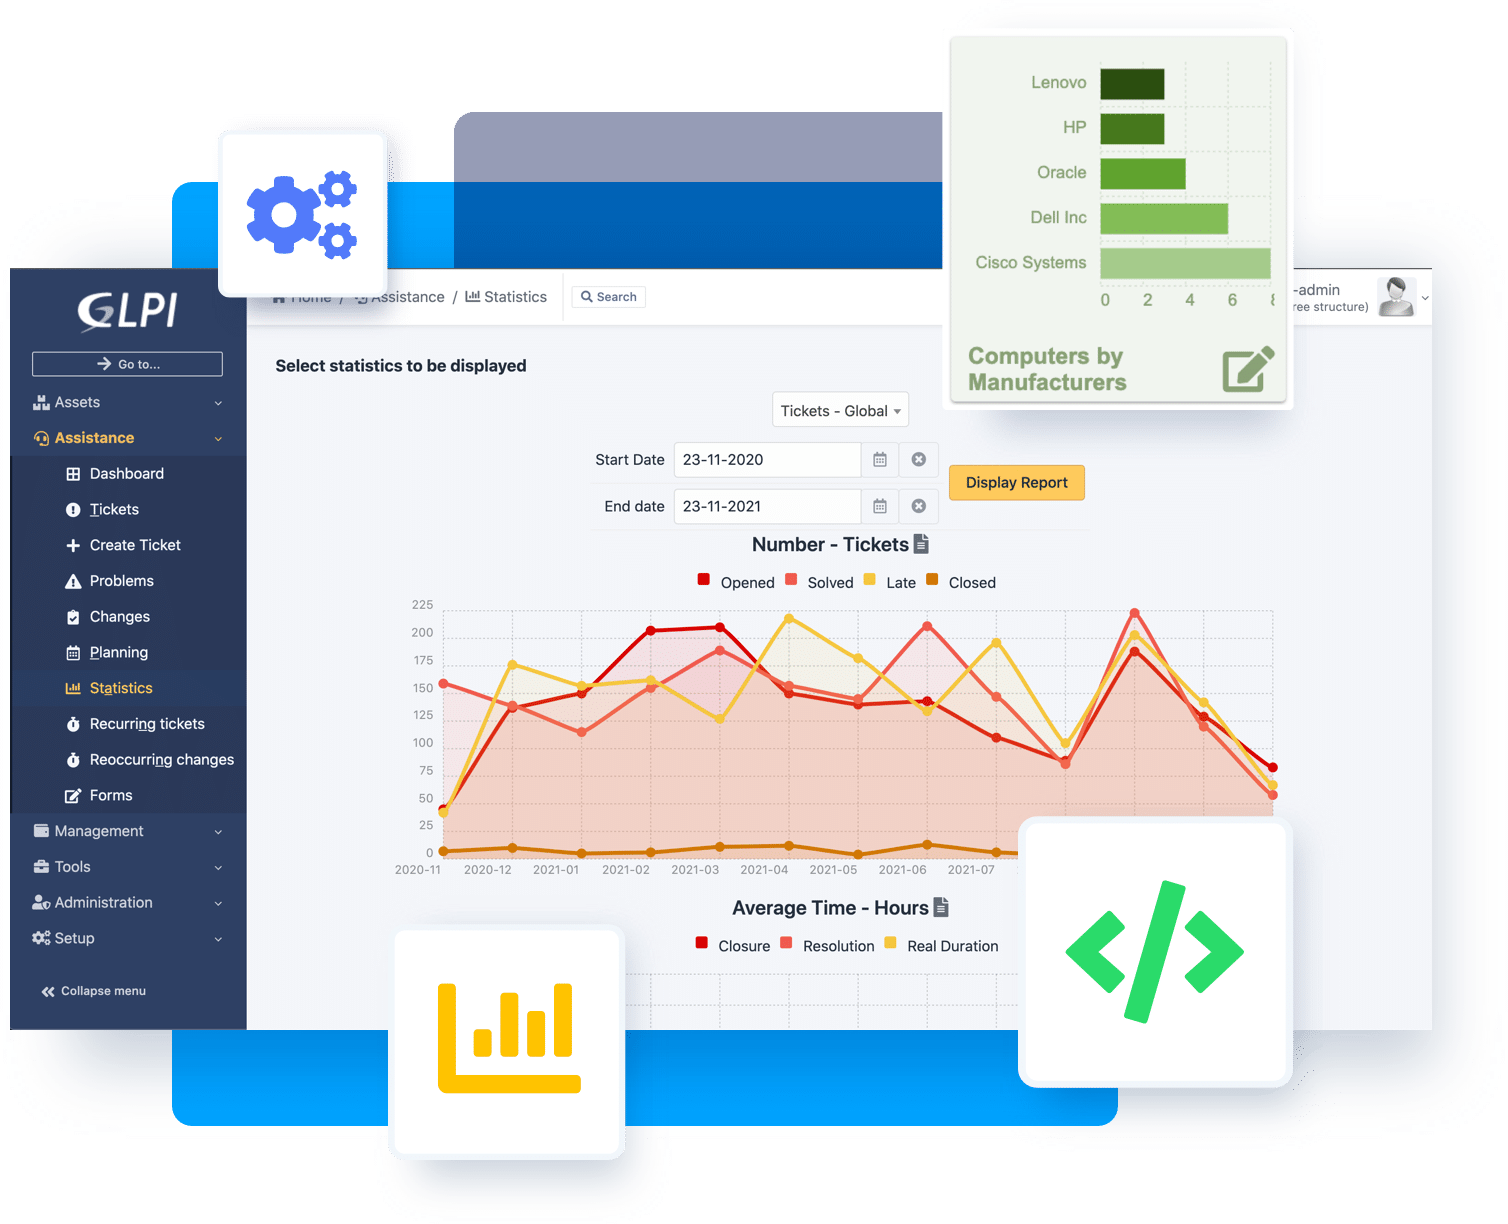 Lenovo
HP
Oracle
Dell Inc
Cisco Systems
0 2 4 6 8
Computers by
Manufacturers
GLPI
Home / Assistance / Statistics Search
-admin
ree structure)
Go to...
Assets
Assistance
Dashboard
Tickets
Create Ticket
Problems
Changes
Planning
Statistics
Recurring tickets
Reoccurring changes
Forms
Management
Tools
Administration
Setup
Collapse menu
Select statistics to be displayed
Tickets - Global
Start Date 23-11-2020
End date 23-11-2021
Display Report
Number - Tickets
Opened Solved Late Closed
225
200
175
150
125
100
75
50
25
0
2020-11 2020-12 2021-01 2021-02 2021-03 2021-04 2021-05 2021-06 2021-07
Average Time - Hours
Closure Resolution Real Duration